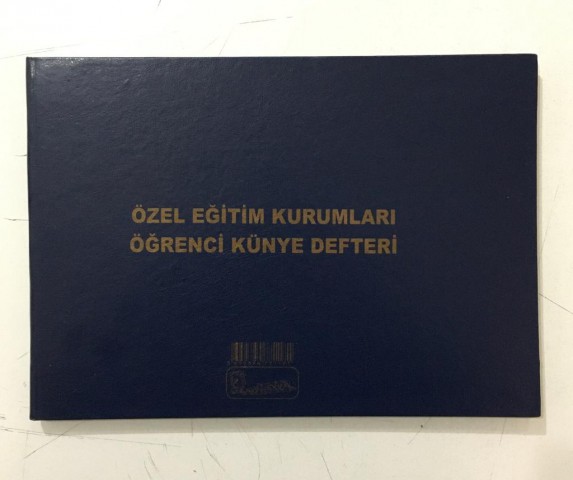 ÖZEL EĞİTİM KURUMLARI
ÖĞRENCİ KÜNYE DEFTERİ